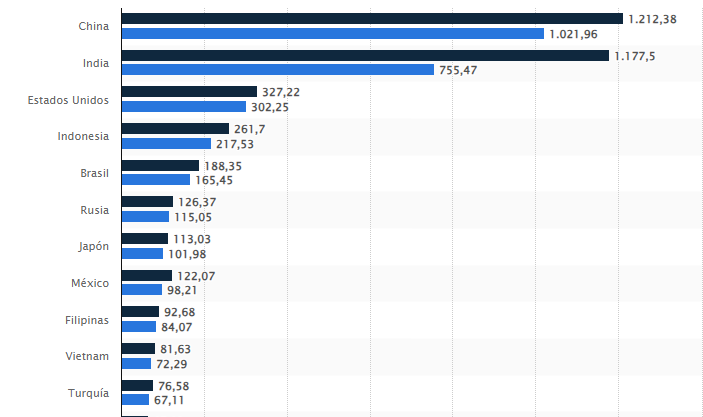 China
1.212,38
1.021,96
India
1.177,5
755,47
Estados Unidos
327,22
302,25
Indonesia
261,7
217,53
Brasil
188,35
165,45
Rusia
126,37
115,05
Japón
113,03
101,98
México
122,07
98,21
Filipinas
92,68
84,07
Vietnam
81,63
72,29
Turquía
76,58
67,11